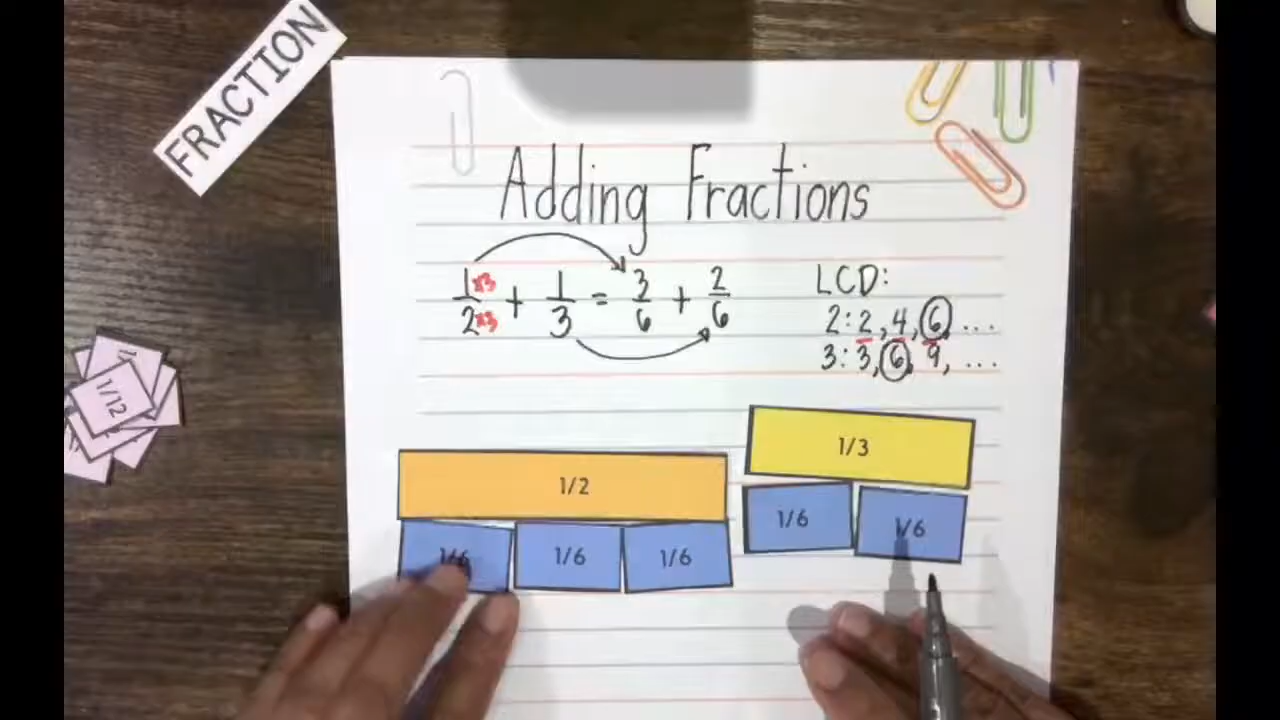 FRACTION
Adding Fractions
1×3/2×3 + 1/3 = 3/6 + 2/6
LCD:
2: 2, 4, 6, ...
3: 3, 6, 9, ...
1/3
1/2
1/6 1/6
1/6 1/6 1/6
1/12